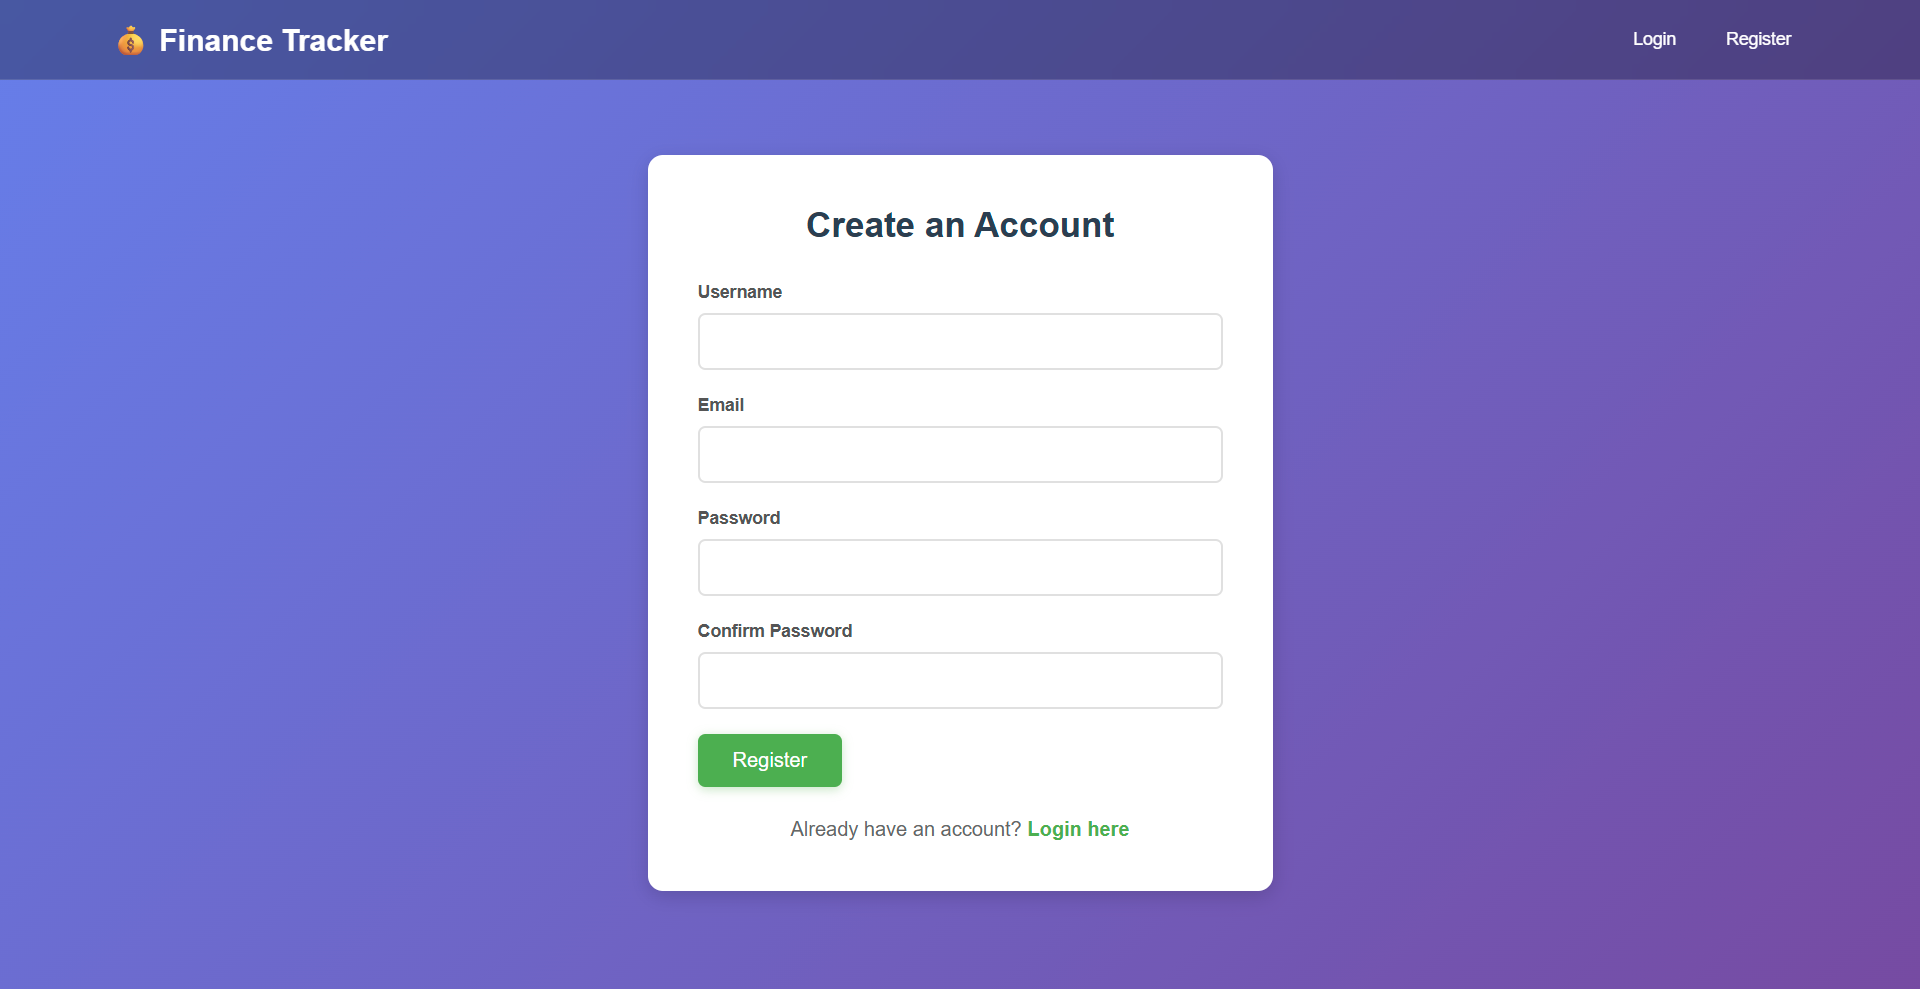 Finance Tracker
Login
Register
Create an Account
Username
Email
Password
Confirm Password
Register
Already have an account? Login here